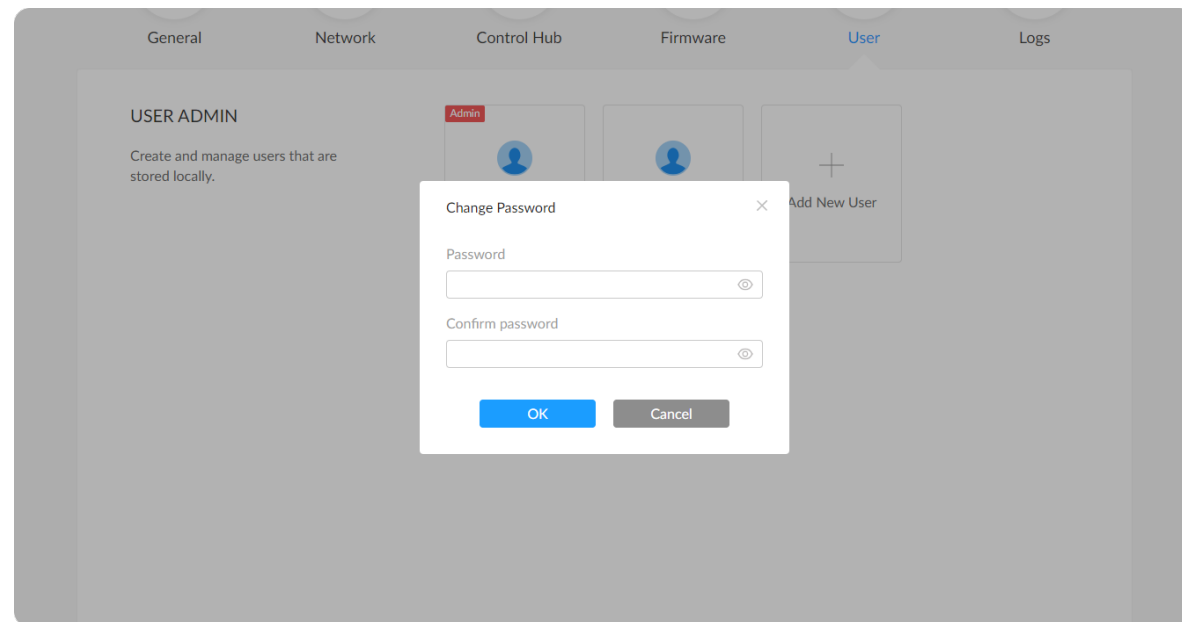 General
Network
Control Hub
Firmware
User
Logs
USER ADMIN
Create and manage users that are
stored locally.
Admin
Add New User
Change Password
Password
Confirm password
OK
Cancel